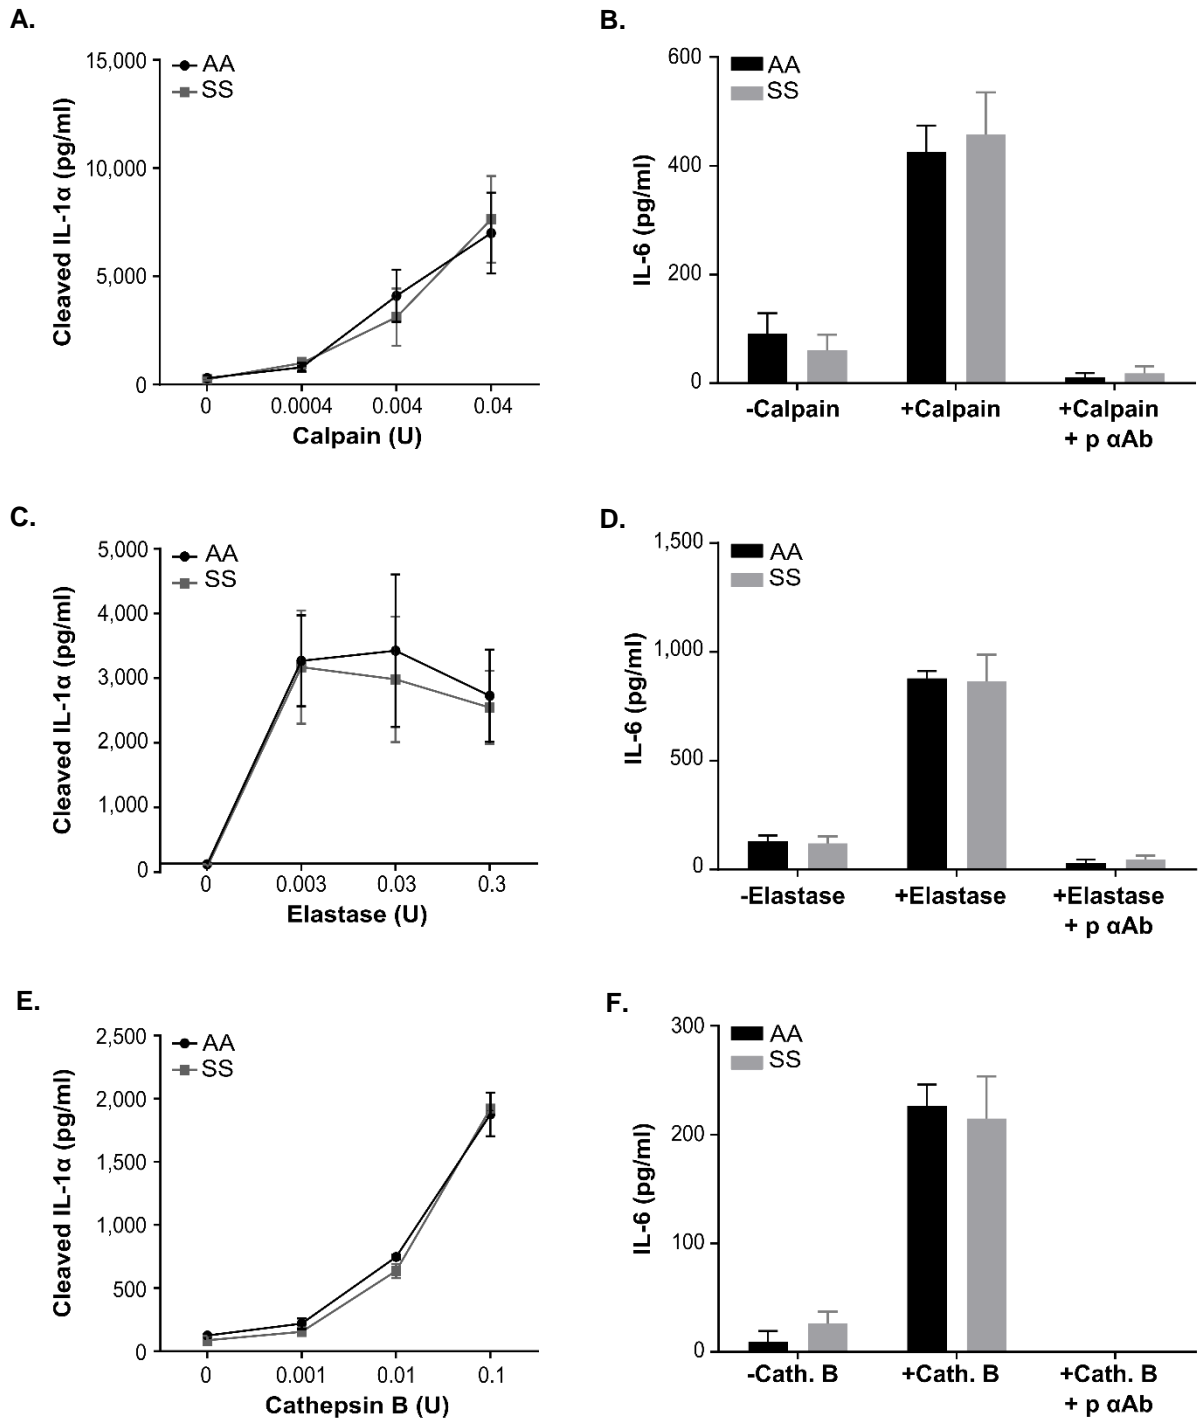 A.
Cleaved IL-1α (pg/ml)
15,000
10,000
5,000
0
AA
SS
0 0.0004 0.004 0.04
Calpain (U)
B.
IL-6 (pg/ml)
600
400
200
0
AA
SS
-Calpain +Calpain +Calpain
+ p αAb
C.
Cleaved IL-1α (pg/ml)
5,000
4,000
3,000
2,000
1,000
0
AA
SS
0 0.003 0.03 0.3
Elastase (U)
D.
IL-6 (pg/ml)
1,500
1,000
500
0
AA
SS
-Elastase +Elastase +Elastase
+ p αAb
E.
Cleaved IL-1α (pg/ml)
2,500
2,000
1,500
1,000
500
0
AA
SS
0 0.001 0.01 0.1
Cathepsin B (U)
F.
IL-6 (pg/ml)
300
200
100
0
AA
SS
-Cath. B +Cath. B +Cath. B
+ p αAb